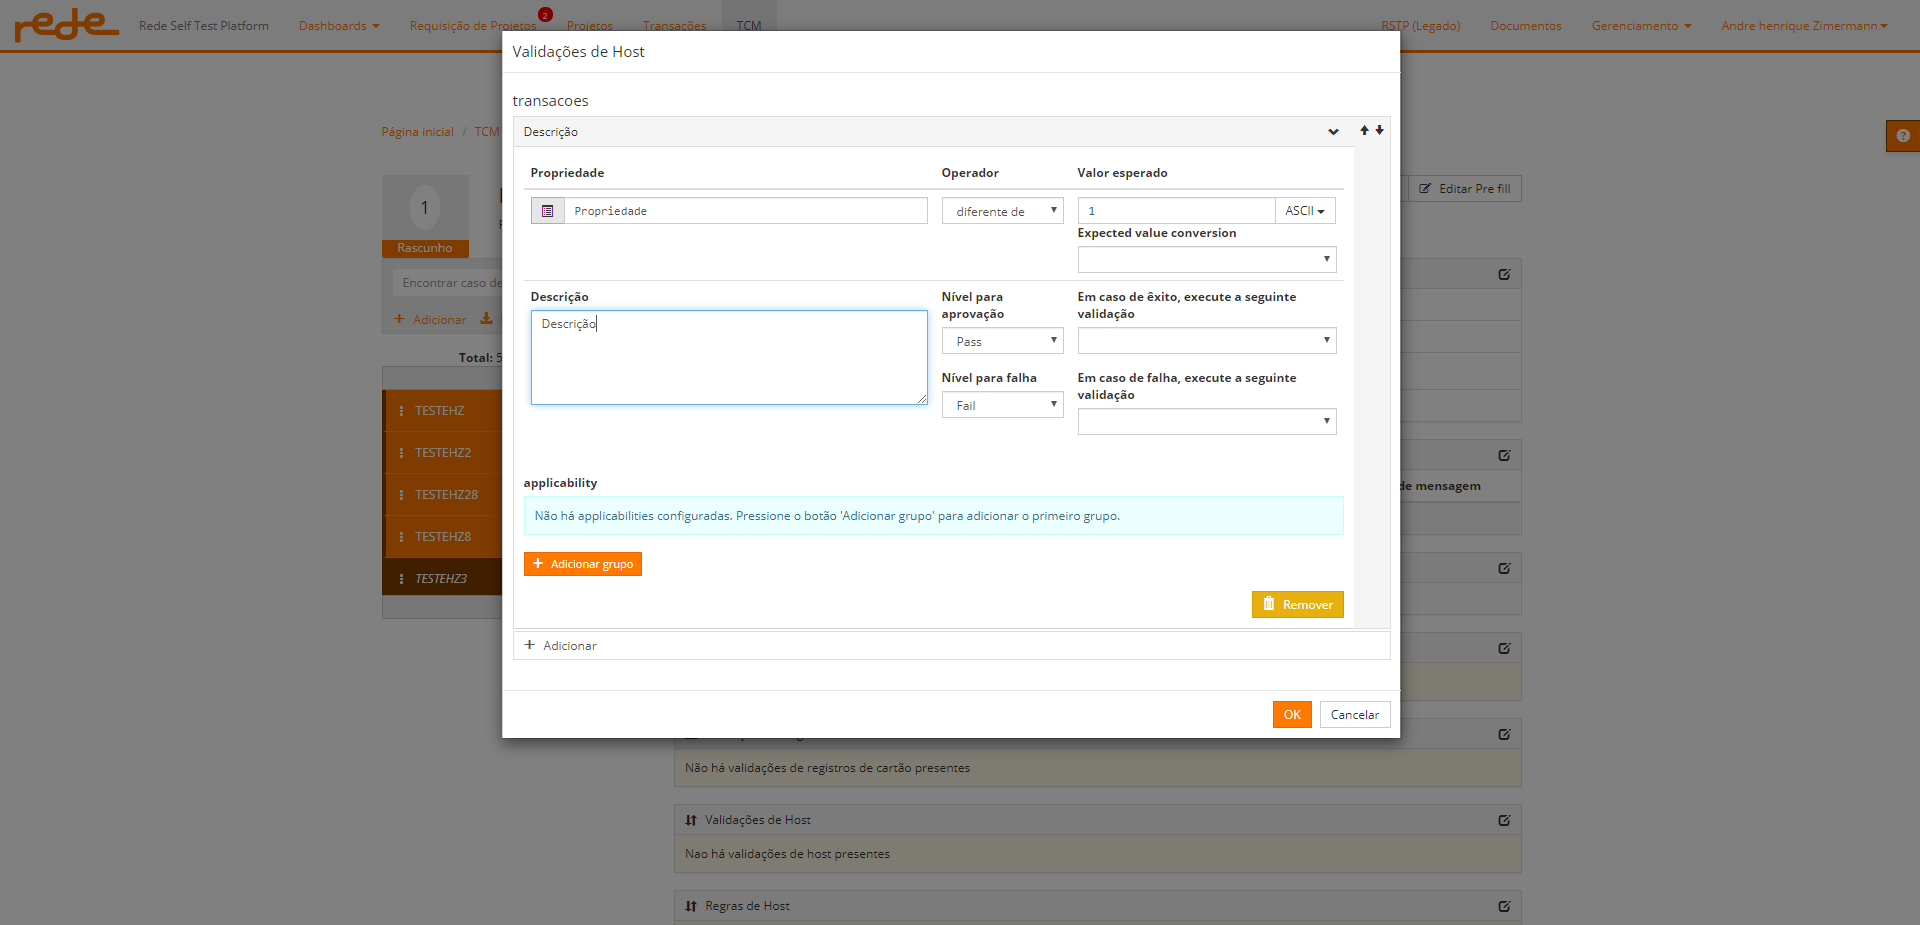 rede Rede Self Test Platform Dashboards Requisição de Projetos 2 Projetos Transações TCM RSTP (Legado) Documentos Gerenciamento Andre henrique Zimermann
Validações de Host
transacoes
Página inicial / TCM
Descrição
Propriedade Operador Valor esperado
1
Editar Pre fill
Propriedade diferente de 1 ASCII
Expected value conversion
Rascunho
Encontrar caso de
Descrição Nível para aprovação Em caso de êxito, execute a seguinte validação
Descrição
Adicionar
Pass
Total: 5
Nível para falha Em caso de falha, execute a seguinte validação
Fail
TESTEHZ
TESTEHZ2
applicability
de mensagem
TESTEHZ28
Não há applicabilities configuradas. Pressione o botão 'Adicionar grupo' para adicionar o primeiro grupo.
TESTEHZ8
Adicionar grupo
TESTEHZ3
Remover
Adicionar
OK Cancelar
Não há validações de registros de cartão presentes
Validações de Host
Nao há validações de host presentes
Regras de Host